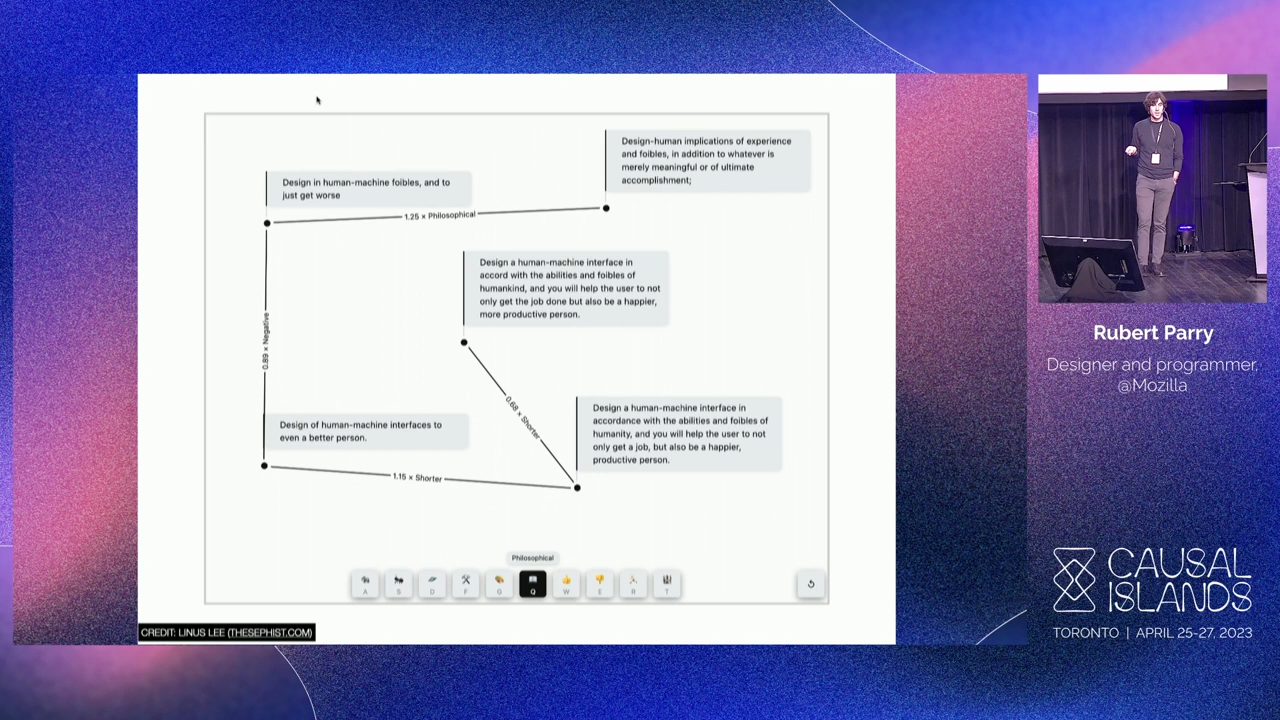 Design-human implications of experience
and foibles, in addition to whatever is
merely meaningful or of ultimate
accomplishment;
Design in human-machine foibles, and to
just get worse
1.25 × Philosophical
Design a human-machine interface in
accord with the abilities and foibles of
humankind, and you will help the user to not
only get the job done but also be a happier,
more productive person.
0.89 × Negative
0.68 × Shorter
Design of human-machine interfaces to
even a better person.
Design a human-machine interface in
accordance with the abilities and foibles of
humanity, and you will help the user to not
only get a job, but also be a happier,
productive person.
1.15 × Shorter
Philosophical
A S D F G Q W E R T
CREDIT: LINUS LEE (THESEPHIST.COM)
Rubert Parry
Designer and programmer,
@Mozilla
CAUSAL
ISLANDS
TORONTO | APRIL 25-27, 2023